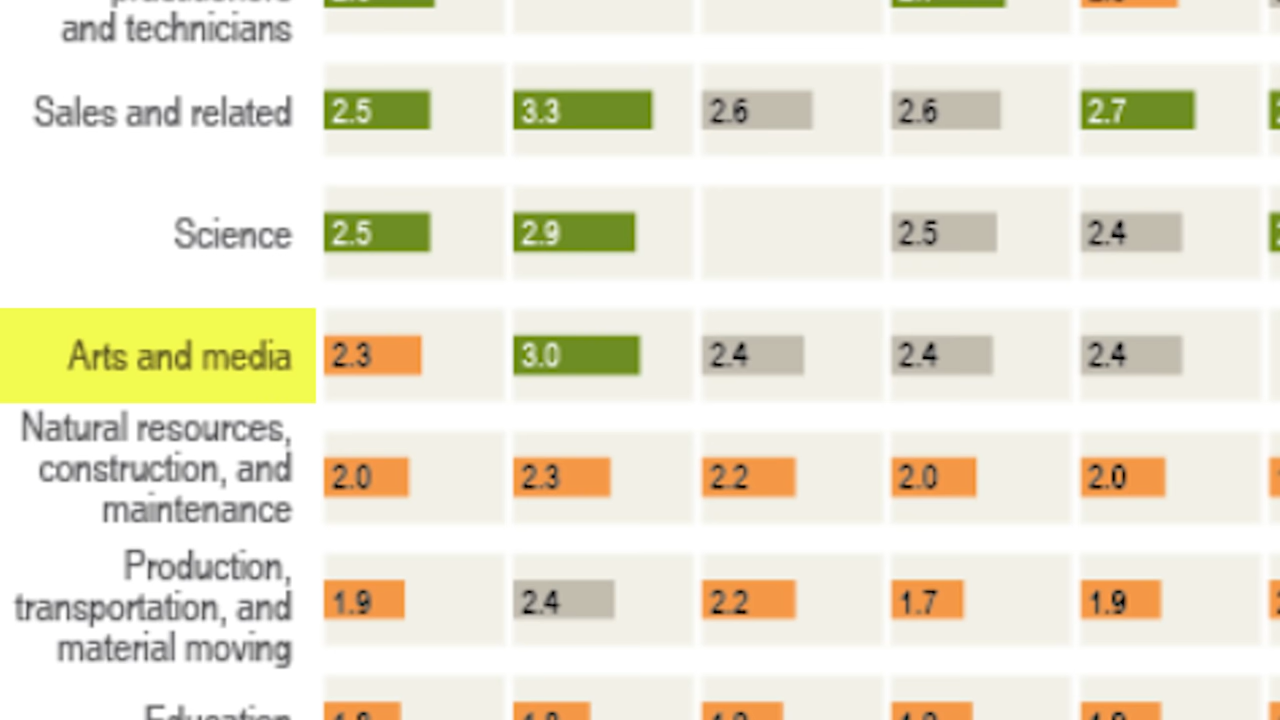 and technicians
Sales and related 2.5 3.3 2.6 2.6 2.7
Science 2.5 2.9 2.5 2.4
Arts and media 2.3 3.0 2.4 2.4 2.4
Natural resources,
construction, and 2.0 2.3 2.2 2.0 2.0
maintenance
Production,
transportation, and 1.9 2.4 2.2 1.7 1.9
material moving
Education